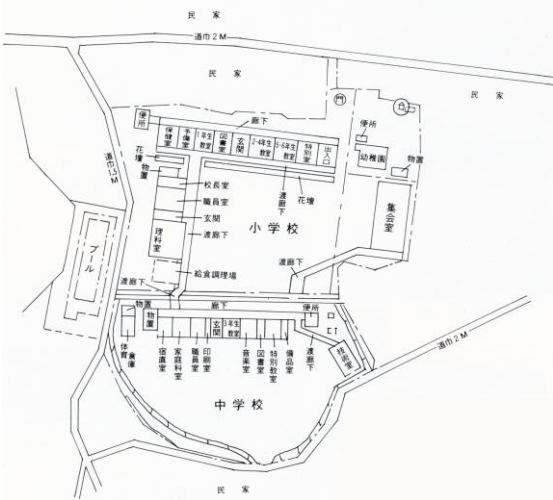 民家
道巾2M
民家
廊下
便所
保健室
予備室
1年生教室
図書室
玄関
2・4年生教室
5・6年生教室
特別室
出入口
門
便所
幼稚園
物置
道巾1.5M
花壇
物置
校長室
職員室
玄関
理科室
渡廊下
給食調理場
渡廊下
渡廊下
花壇
小学校
集会室
渡廊下
プール
民家
物置
物置
廊下
便所
玄関
3年生教室
体育倉庫
宿直室
家庭科室
職員室
印刷室
音楽室
図書室
特別教室
備品室
渡廊下
技術室
道巾2M
中学校
民家